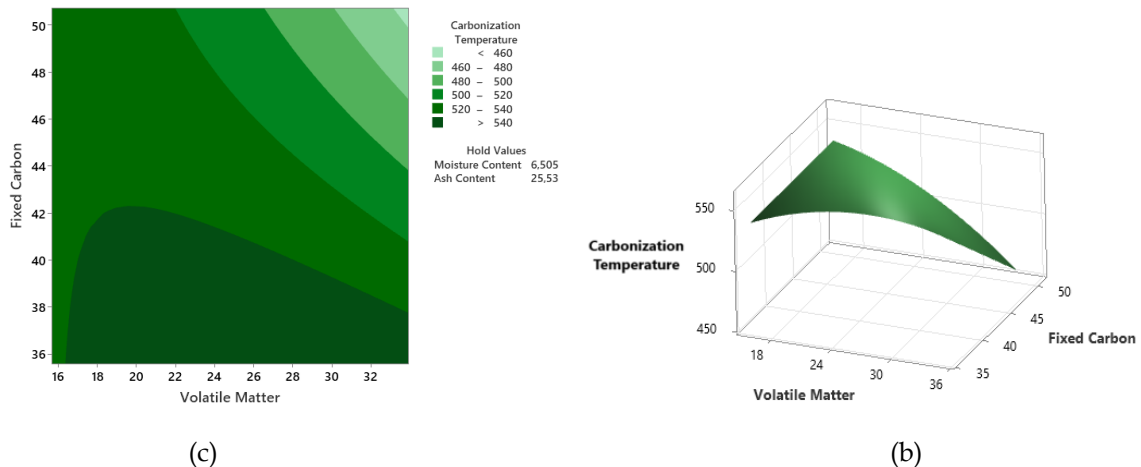 Carbonization
Temperature
< 460
460 – 480
480 – 500
500 – 520
520 – 540
> 540
Hold Values
Moisture Content 6,505
Ash Content 25,53
Fixed Carbon
50
48
46
44
42
40
38
36
16 18 20 22 24 26 28 30 32
Volatile Matter
(c)
Carbonization
Temperature
550
500
450
18 24 30 36
Volatile Matter
35
40
45
50
Fixed Carbon
(b)